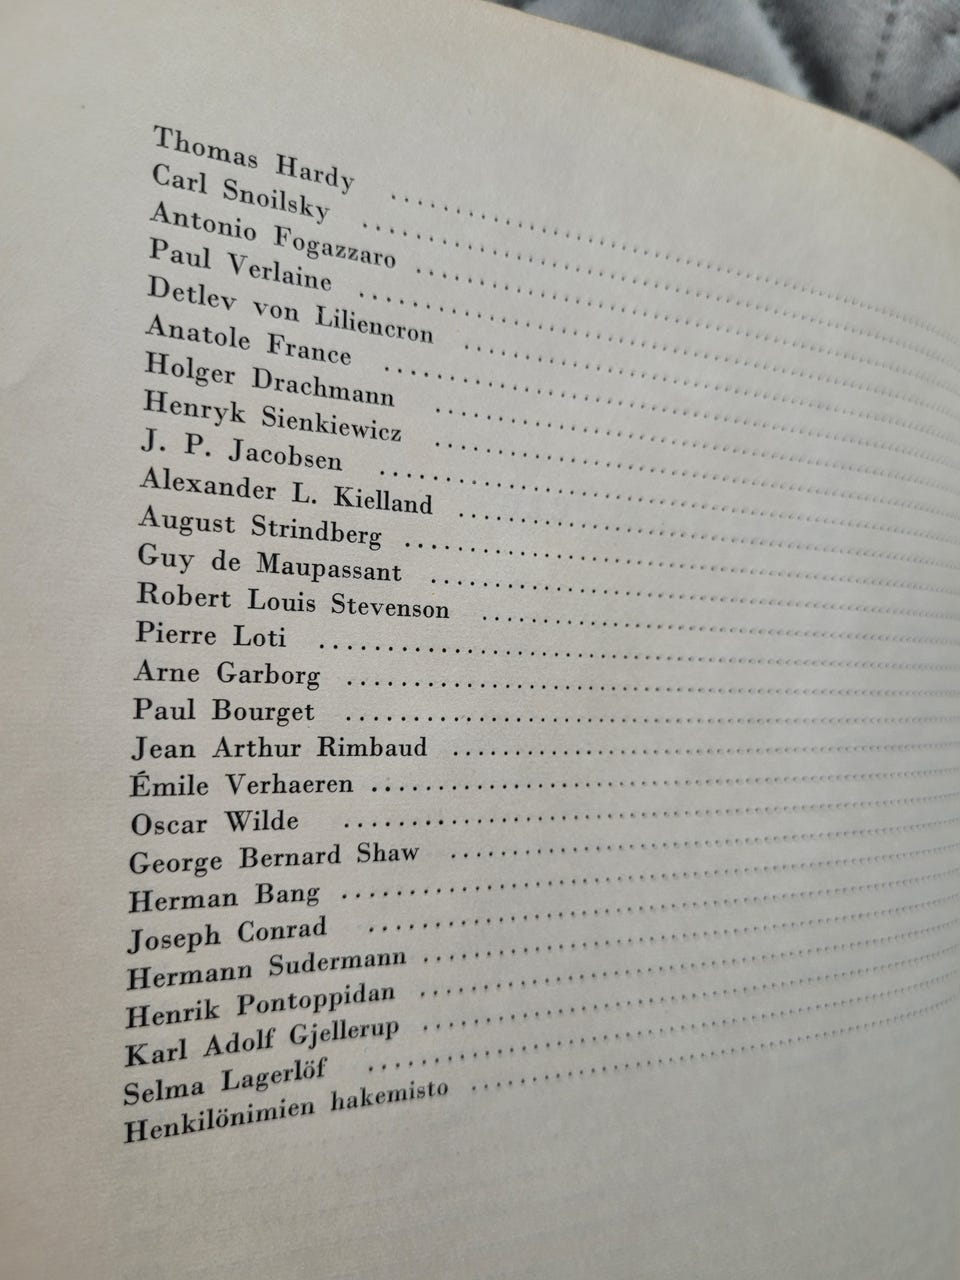 Thomas Hardy ........................................
Carl Snoilsky ........................................
Antonio Fogazzaro ........................................
Paul Verlaine ........................................
Detlev von Liliencron ........................................
Anatole France ........................................
Holger Drachmann ........................................
Henryk Sienkiewicz ........................................
J. P. Jacobsen ........................................
Alexander L. Kielland ........................................
August Strindberg ........................................
Guy de Maupassant ........................................
Robert Louis Stevenson ........................................
Pierre Loti ........................................
Arne Garborg ........................................
Paul Bourget ........................................
Jean Arthur Rimbaud ........................................
Émile Verhaeren ........................................
Oscar Wilde ........................................
George Bernard Shaw ........................................
Herman Bang ........................................
Joseph Conrad ........................................
Hermann Sudermann ........................................
Henrik Pontoppidan ........................................
Karl Adolf Gjellerup ........................................
Selma Lagerlöf ........................................
Henkilönimien hakemisto ........................................